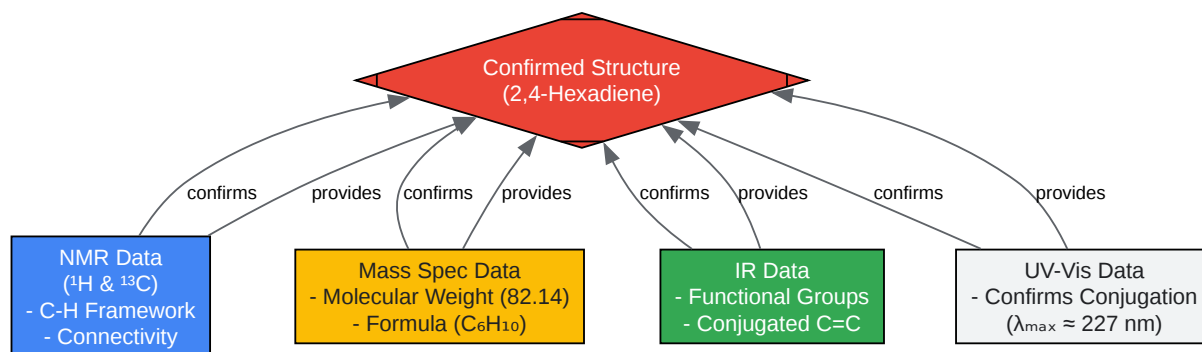 Confirmed Structure
(2,4-Hexadiene)
confirms
provides
confirms
provides
confirms
provides
confirms
provides
NMR Data
(¹H & ¹³C)
- C-H Framework
- Connectivity
Mass Spec Data
- Molecular Weight (82.14)
- Formula (C₆H₁₀)
IR Data
- Functional Groups
- Conjugated C=C
UV-Vis Data
- Confirms Conjugation
(λₘₐₓ ≈ 227 nm)